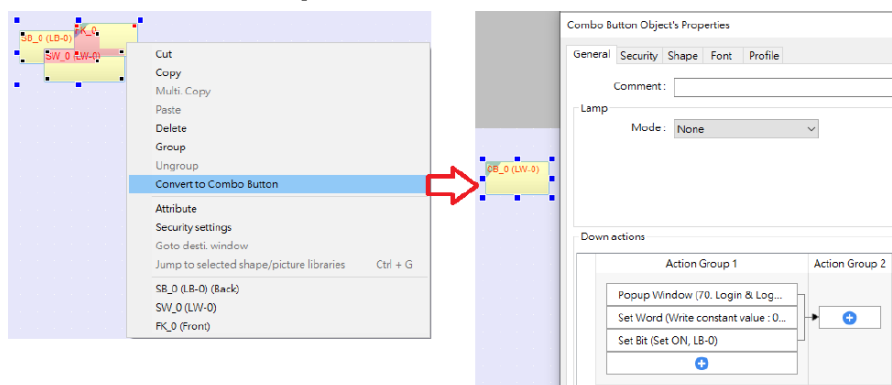 SB_0 (LB-0)
FK_0
SW_0 (LW-0)
Cut
Copy
Multi. Copy
Paste
Delete
Group
Ungroup
Convert to Combo Button
Attribute
Security settings
Goto desti. window
Jump to selected shape/picture libraries Ctrl + G
SB_0 (LB-0) (Back)
SW_0 (LW-0)
FK_0 (Front)
0B_0 (LW-0)
Combo Button Object's Properties
General Security Shape Font Profile
Comment :
Lamp
Mode : None
Down actions
Action Group 1 Action Group 2
Popup Window (70. Login & Log...
Set Word (Write constant value : 0...
Set Bit (Set ON, LB-0)